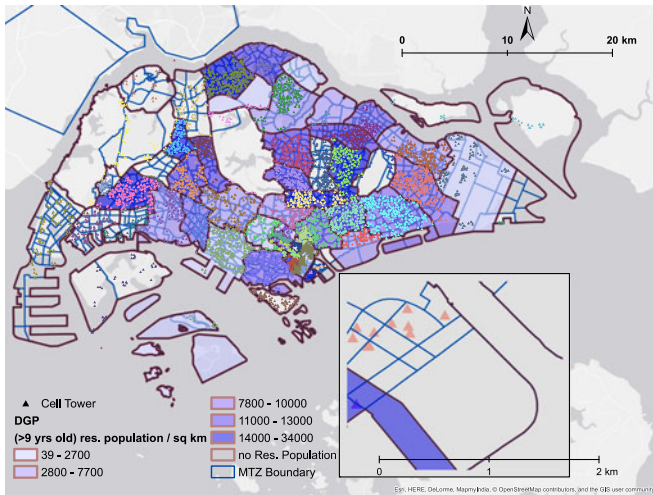 N
0 10 20 km
Cell Tower
DGP
(>9 yrs old) res. population / sq km
39 - 2700
2800 - 7700
7800 - 10000
11000 - 13000
14000 - 34000
no Res. Population
MTZ Boundary
0 1 2 km
Esri, HERE, DeLorme, MapmyIndia, © OpenStreetMap contributors, and the GIS user community